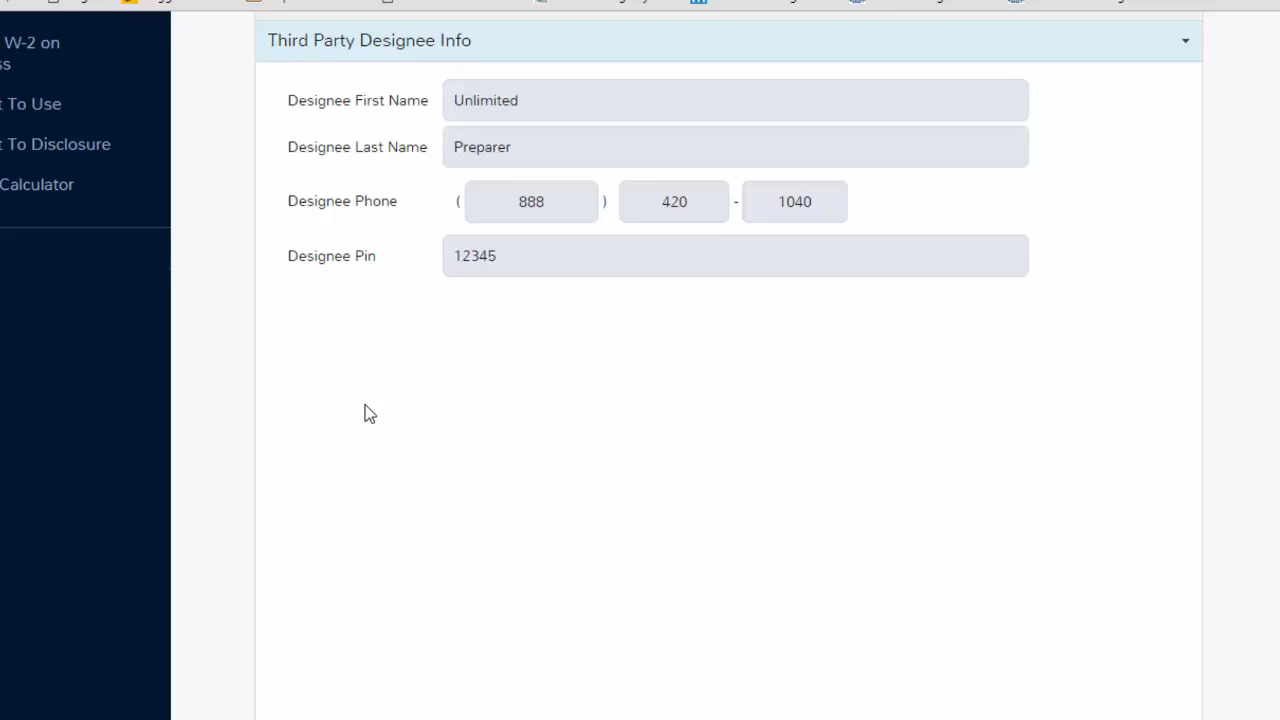 W-2 on
ss
Third Party Designee Info
t To Use
t To Disclosure
Calculator
Designee First Name Unlimited
Designee Last Name Preparer
Designee Phone ( 888 ) 420 - 1040
Designee Pin 12345